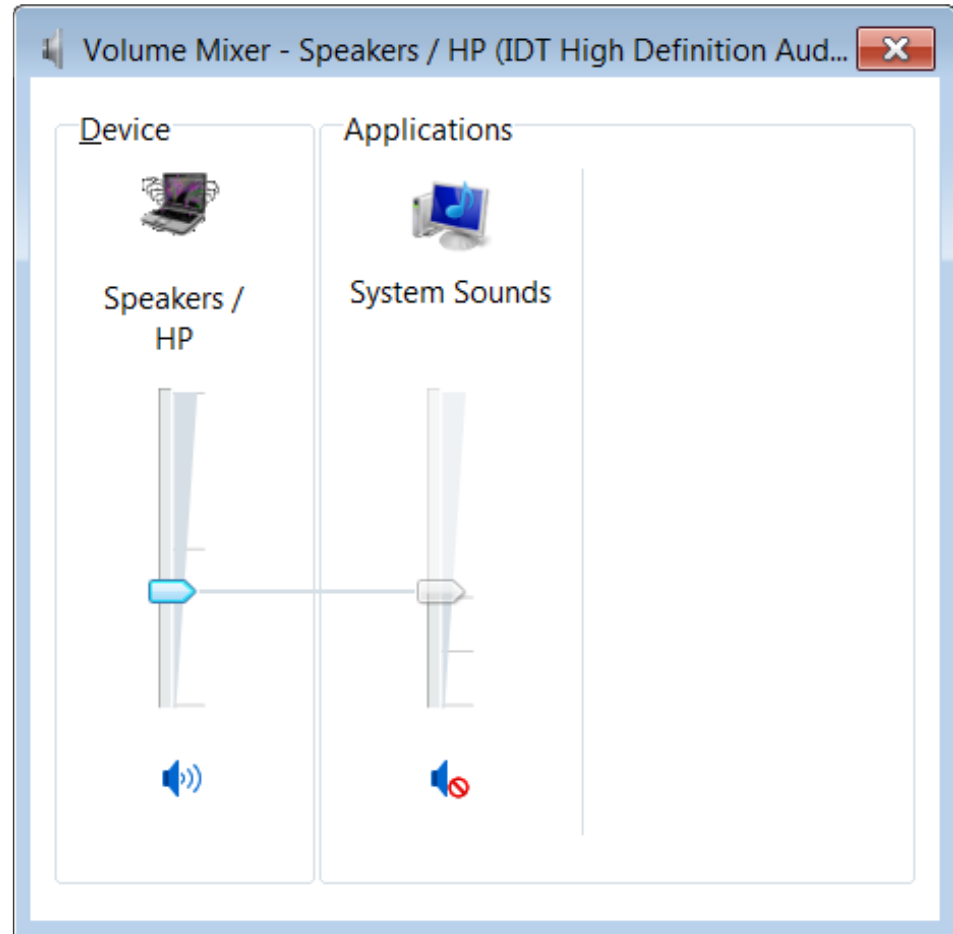 Volume Mixer - Speakers / HP (IDT High Definition Aud...
Device
Applications
Speakers /
HP
System Sounds